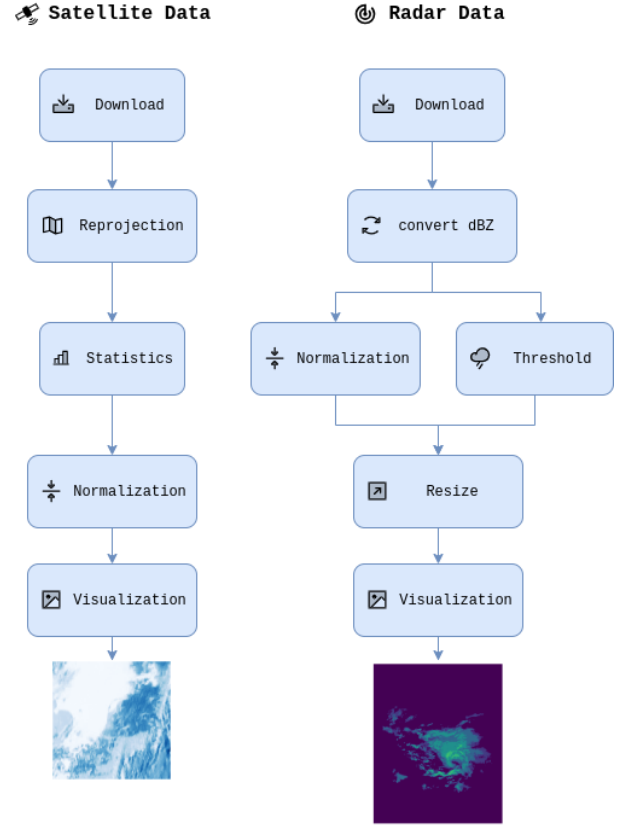 Satellite Data
Radar Data
Download
Download
Reprojection
convert dBZ
Statistics
Normalization
Threshold
Normalization
Resize
Visualization
Visualization